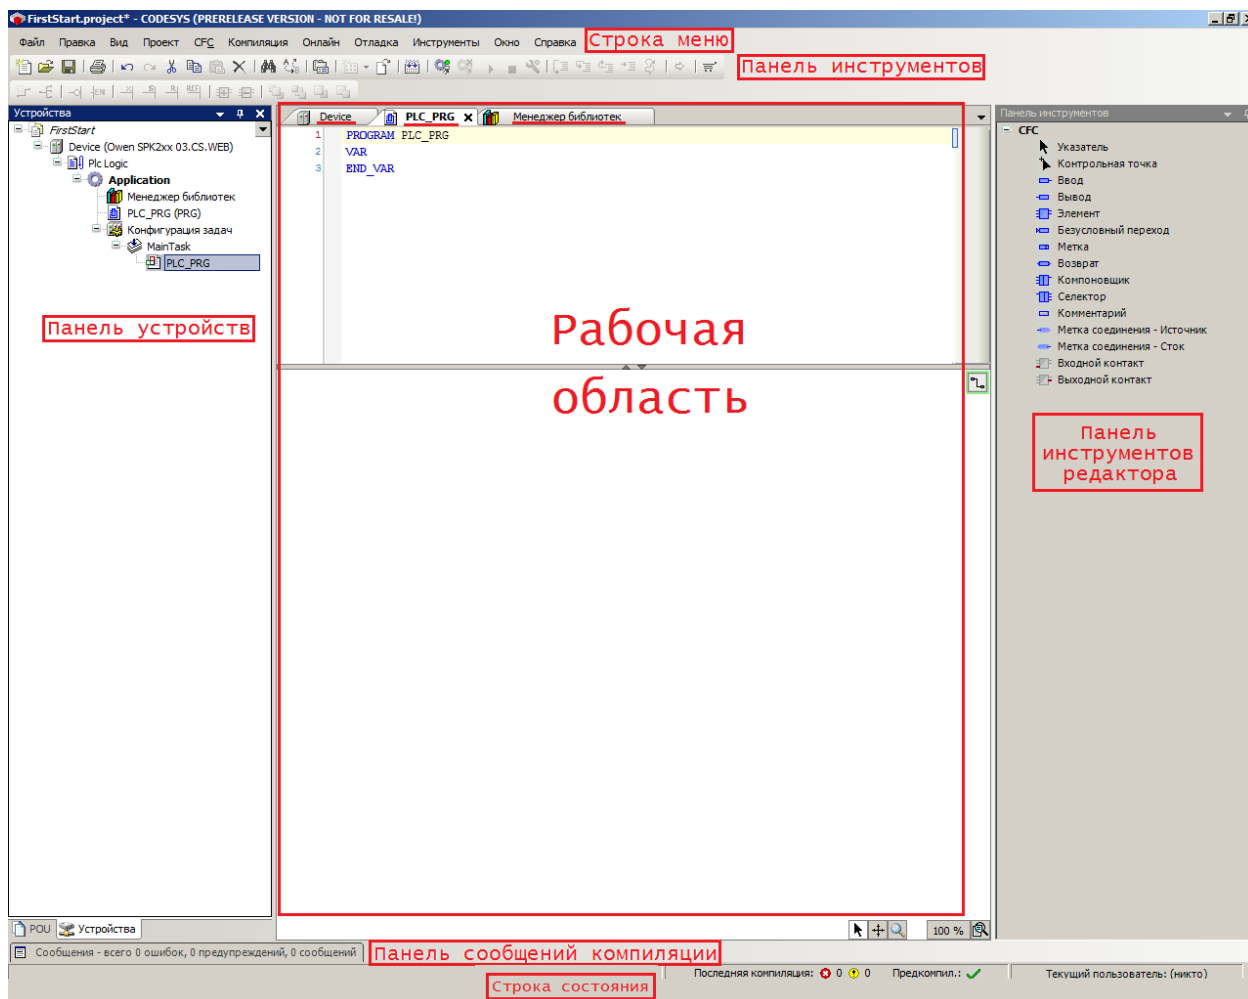 FirstStart.project* - CODESYS (PRERELEASE VERSION - NOT FOR RESALE!)
Файл Правка Вид Проект CFC Компиляция Онлайн Отладка Инструменты Окно Справка Строка меню
Панель инструментов
Устройства
FirstStart
Device (Owen SPK2xx 03.CS.WEB)
Plc Logic
Application
Менеджер библиотек
PLC_PRG (PRG)
Конфигурация задач
MainTask
PLC_PRG
Панель устройств
POU Устройства
Device PLC_PRG Менеджер библиотек
1 PROGRAM PLC_PRG
2 VAR
3 END_VAR
Рабочая
область
100 %
Панель инструментов
CFC
Указатель
Контрольная точка
Ввод
Вывод
Элемент
Безусловный переход
Метка
Возврат
Компоновщик
Селектор
Комментарий
Метка соединения - Источник
Метка соединения - Сток
Входной контакт
Выходной контакт
Панель
инструментов
редактора
Сообщения - всего 0 ошибок, 0 предупреждений, 0 сообщений Панель сообщений компиляции
Последняя компиляция: 0 0 Предкомпил.: Текущий пользователь: (никто)
Строка состояния